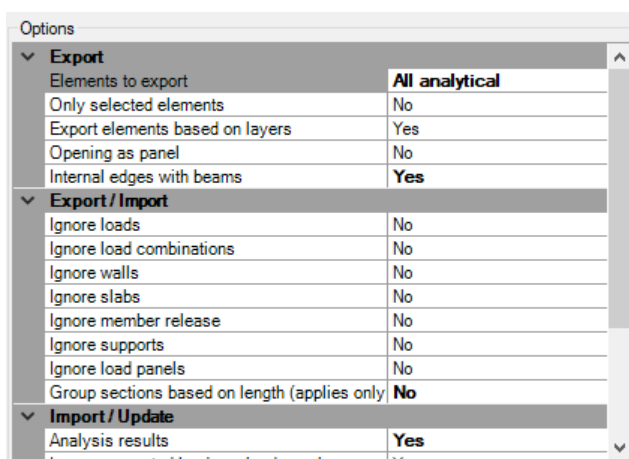 Options
Export
Elements to export All analytical
Only selected elements No
Export elements based on layers Yes
Opening as panel No
Internal edges with beams Yes
Export / Import
Ignore loads No
Ignore load combinations No
Ignore walls No
Ignore slabs No
Ignore member release No
Ignore supports No
Ignore load panels No
Group sections based on length (applies only No
Import / Update
Analysis results Yes